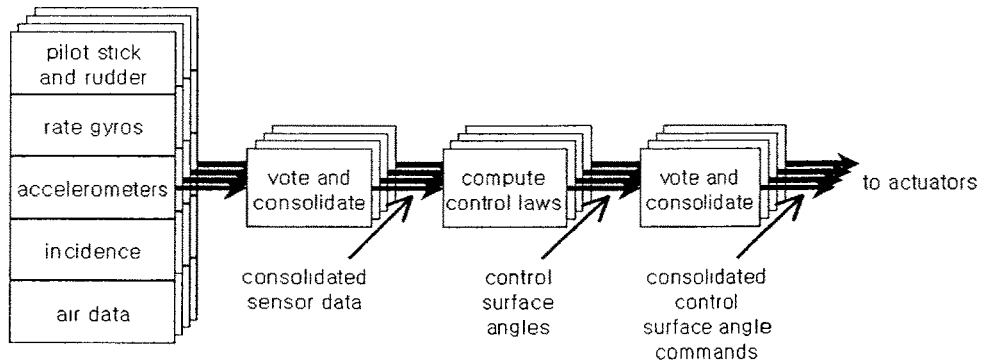 pilot stick
and rudder
rate gyros
accelerometers
incidence
air data
vote and
consolidate
compute
control laws
vote and
consolidate
to actuators
consolidated
sensor data
control
surface
angles
consolidated
control
surface angle
commands